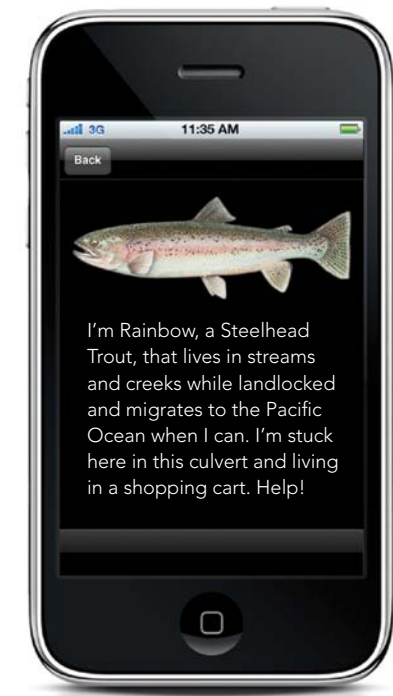 3G 11:35 AM
Back
I’m Rainbow, a Steelhead
Trout, that lives in streams
and creeks while landlocked
and migrates to the Pacific
Ocean when I can. I’m stuck
here in this culvert and living
in a shopping cart. Help!